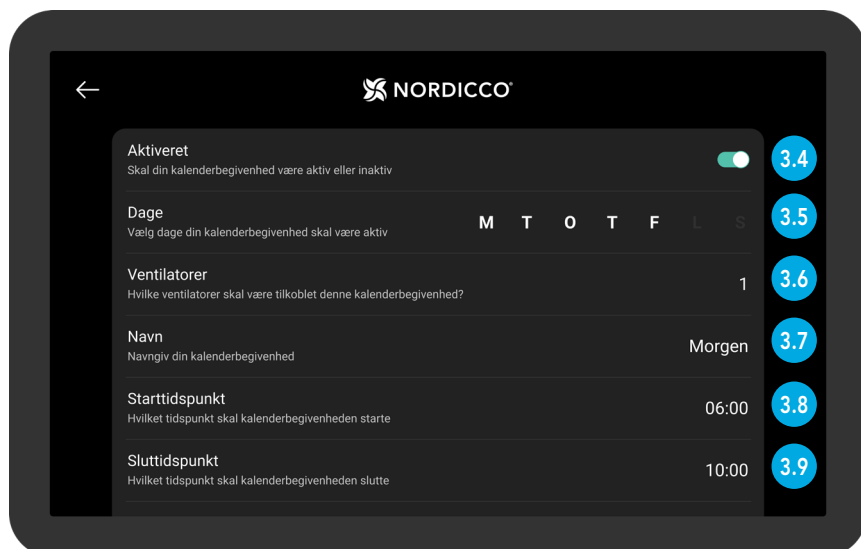 NORDICCO®
Aktiveret
Skal din kalenderbegivenhed være aktiv eller inaktiv
3.4
Dage
Vælg dage din kalenderbegivenhed skal være aktiv
M T O T F L S
3.5
Ventilatorer
Hvilke ventilatorer skal være tilkoblet denne kalenderbegivenhed?
1
3.6
Navn
Navngiv din kalenderbegivenhed
Morgen
3.7
Starttidspunkt
Hvilket tidspunkt skal kalenderbegivenheden starte
06:00
3.8
Sluttidspunkt
Hvilket tidspunkt skal kalenderbegivenheden slutte
10:00
3.9